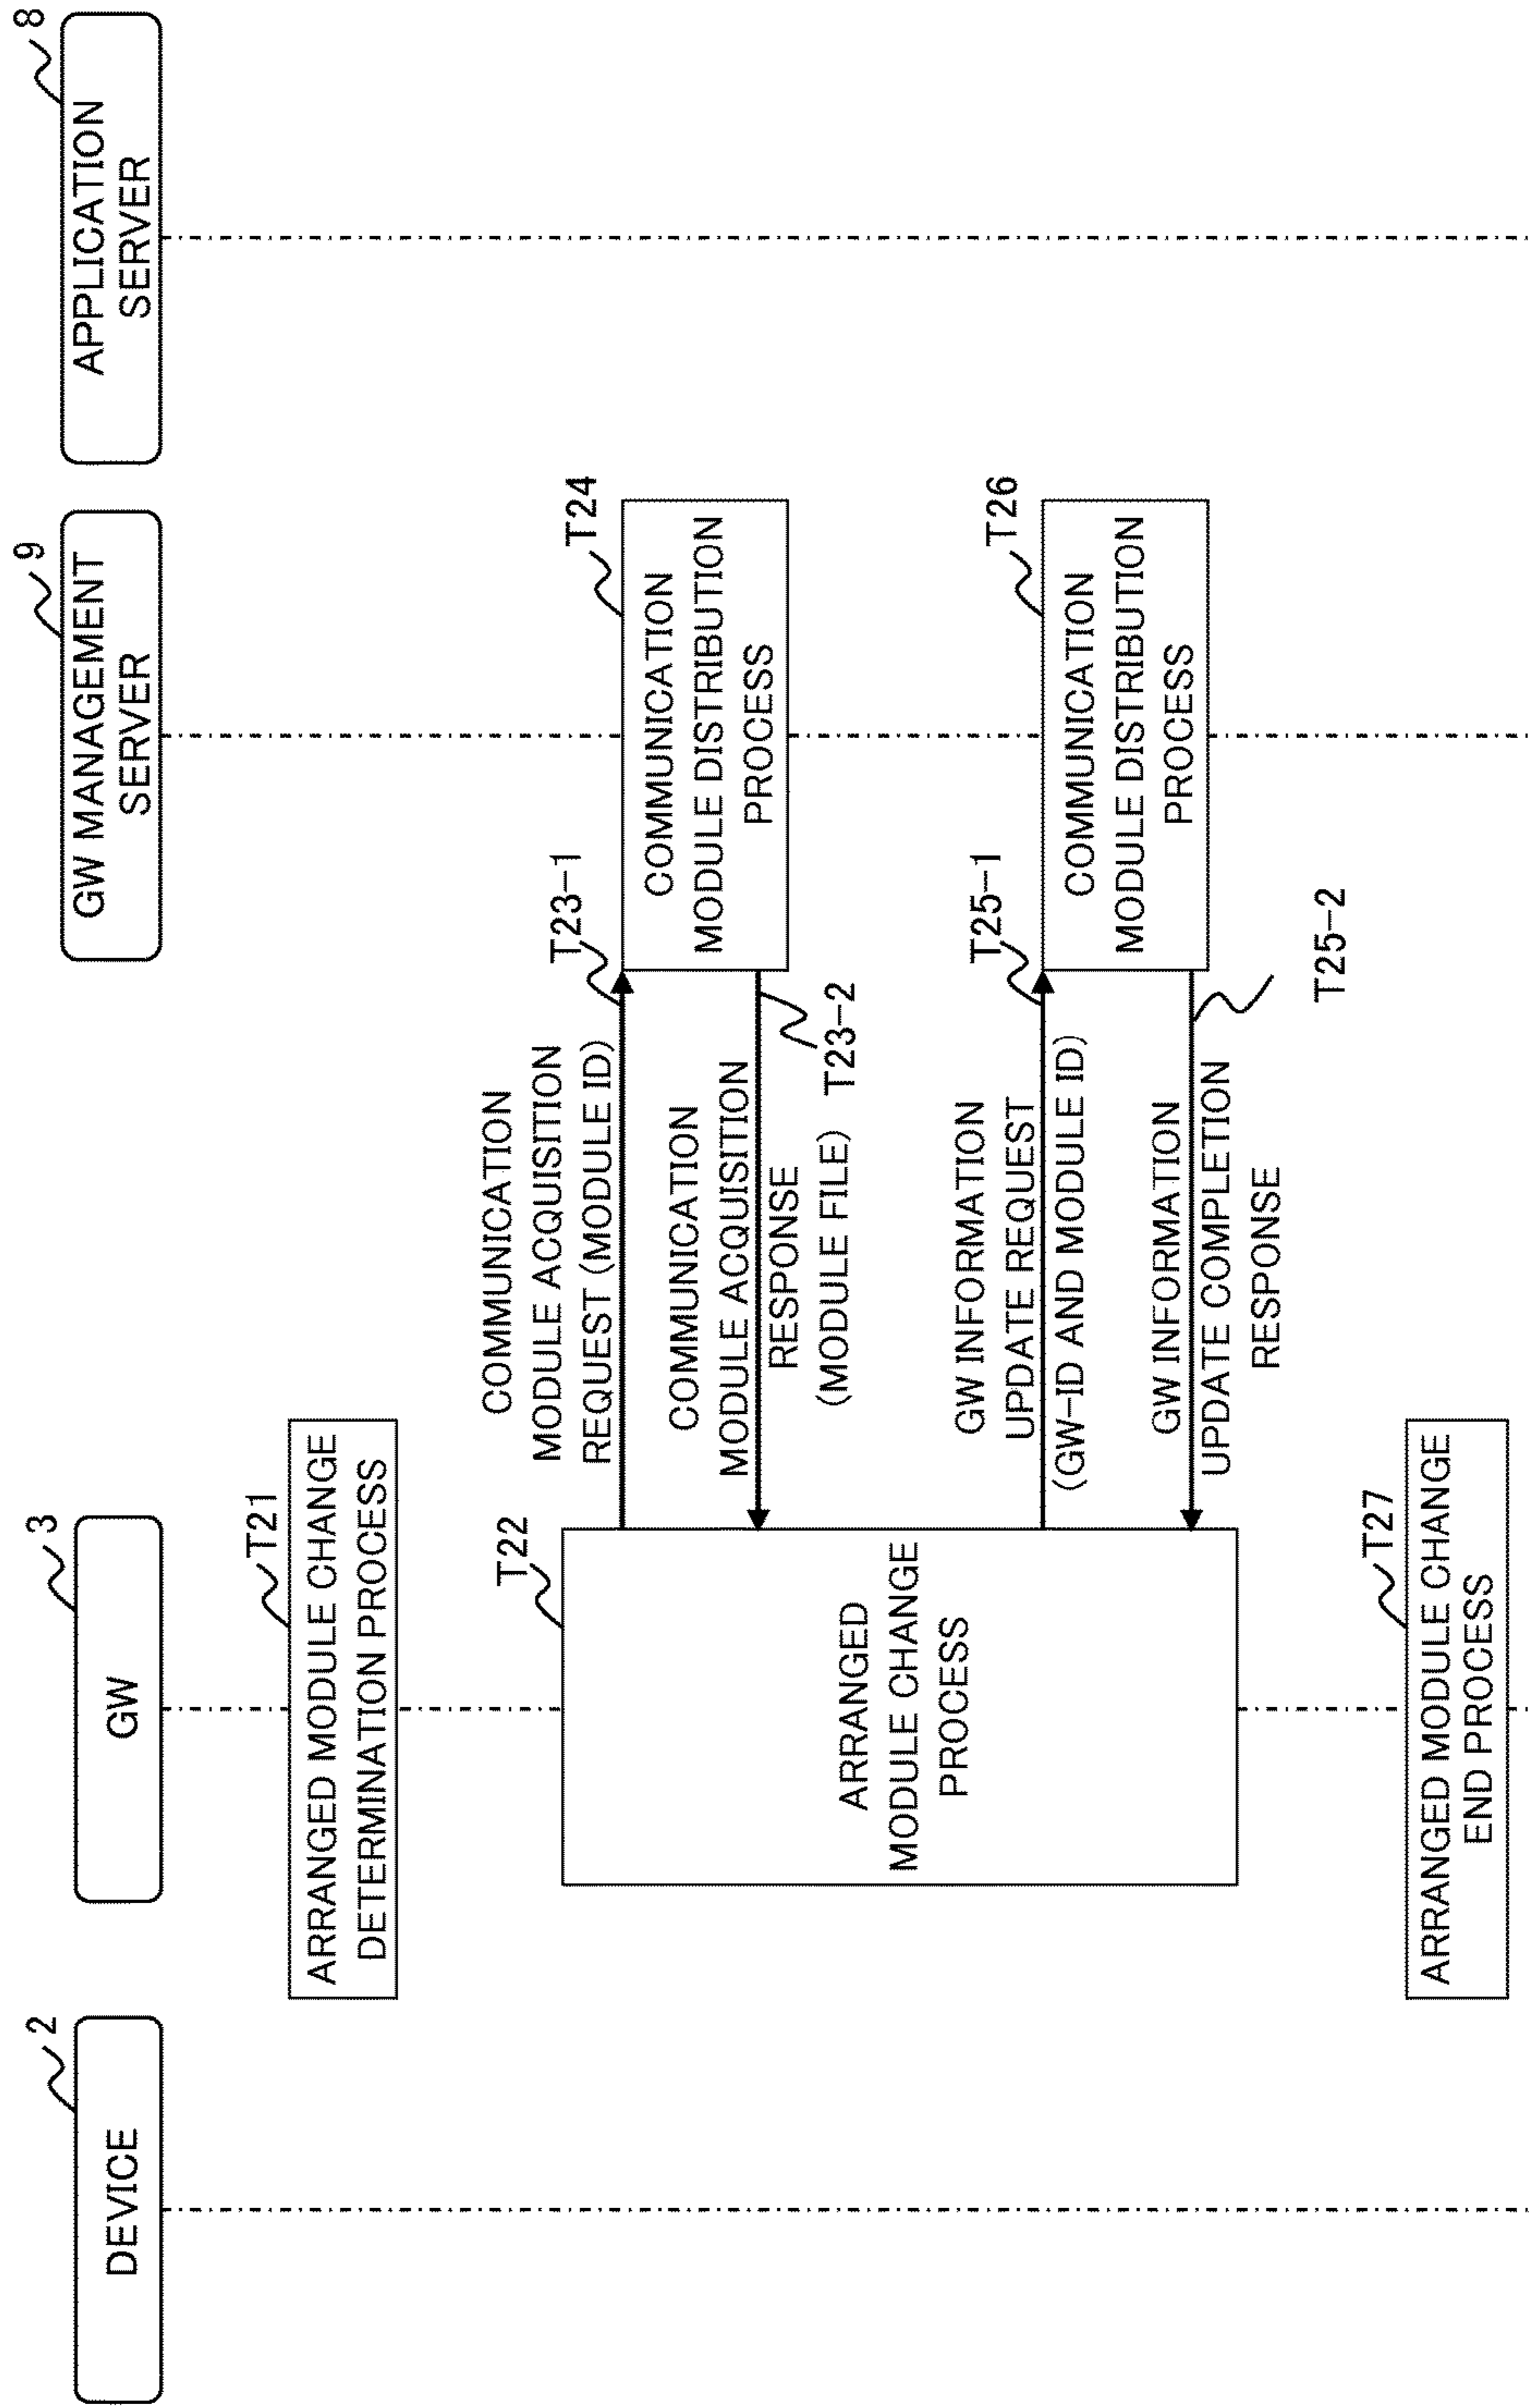 2
DEVICE
3
GW
9
GW MANAGEMENT
SERVER
8
APPLICATION
SERVER
T21
ARRANGED MODULE CHANGE
DETERMINATION PROCESS
T22
ARRANGED
MODULE CHANGE
PROCESS
COMMUNICATION
MODULE ACQUISITION
REQUEST (MODULE ID)
T23-1
T24
COMMUNICATION
MODULE DISTRIBUTION
PROCESS
COMMUNICATION
MODULE ACQUISITION
RESPONSE
(MODULE FILE)
T23-2
GW INFORMATION
UPDATE REQUEST
(GW-ID AND MODULE ID)
T25-1
T26
COMMUNICATION
MODULE DISTRIBUTION
PROCESS
GW INFORMATION
UPDATE COMPLETION
RESPONSE
T25-2
T27
ARRANGED MODULE CHANGE
END PROCESS